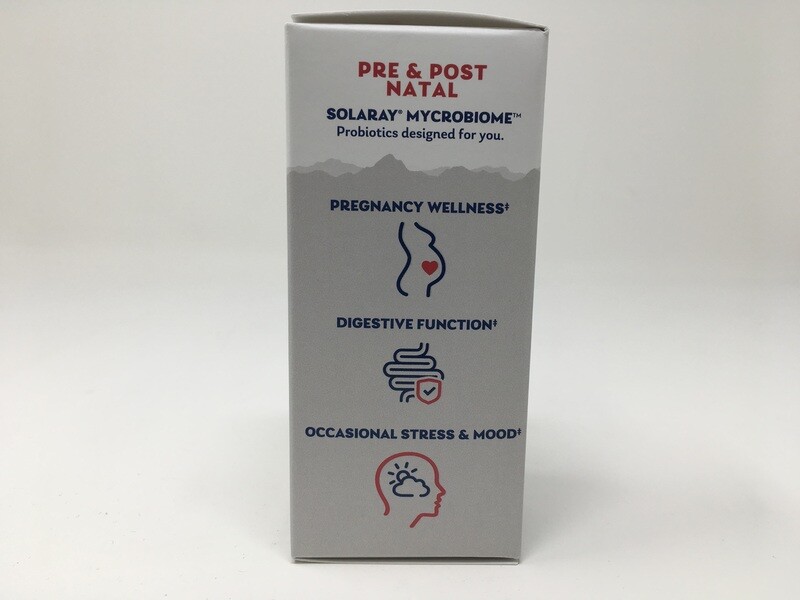 PRE & POST
NATAL
SOLARAY® MYCROBIOME™
Probiotics designed for you.
PREGNANCY WELLNESS‡
DIGESTIVE FUNCTION‡
OCCASIONAL STRESS & MOOD‡